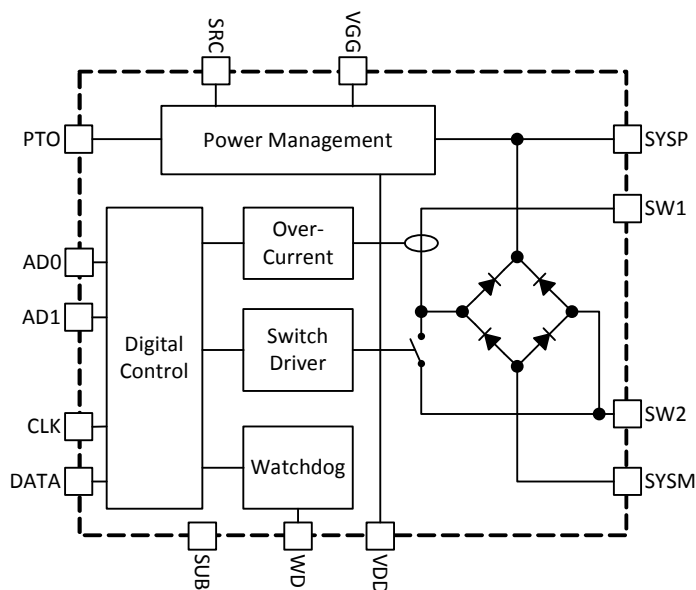 SRC
VGG
PTO
Power Management
SYSP
SW1
Over-
Current
AD0
AD1
Digital
Control
Switch
Driver
CLK
DATA
Watchdog
SW2
SYSM
SUB
WD
VDD